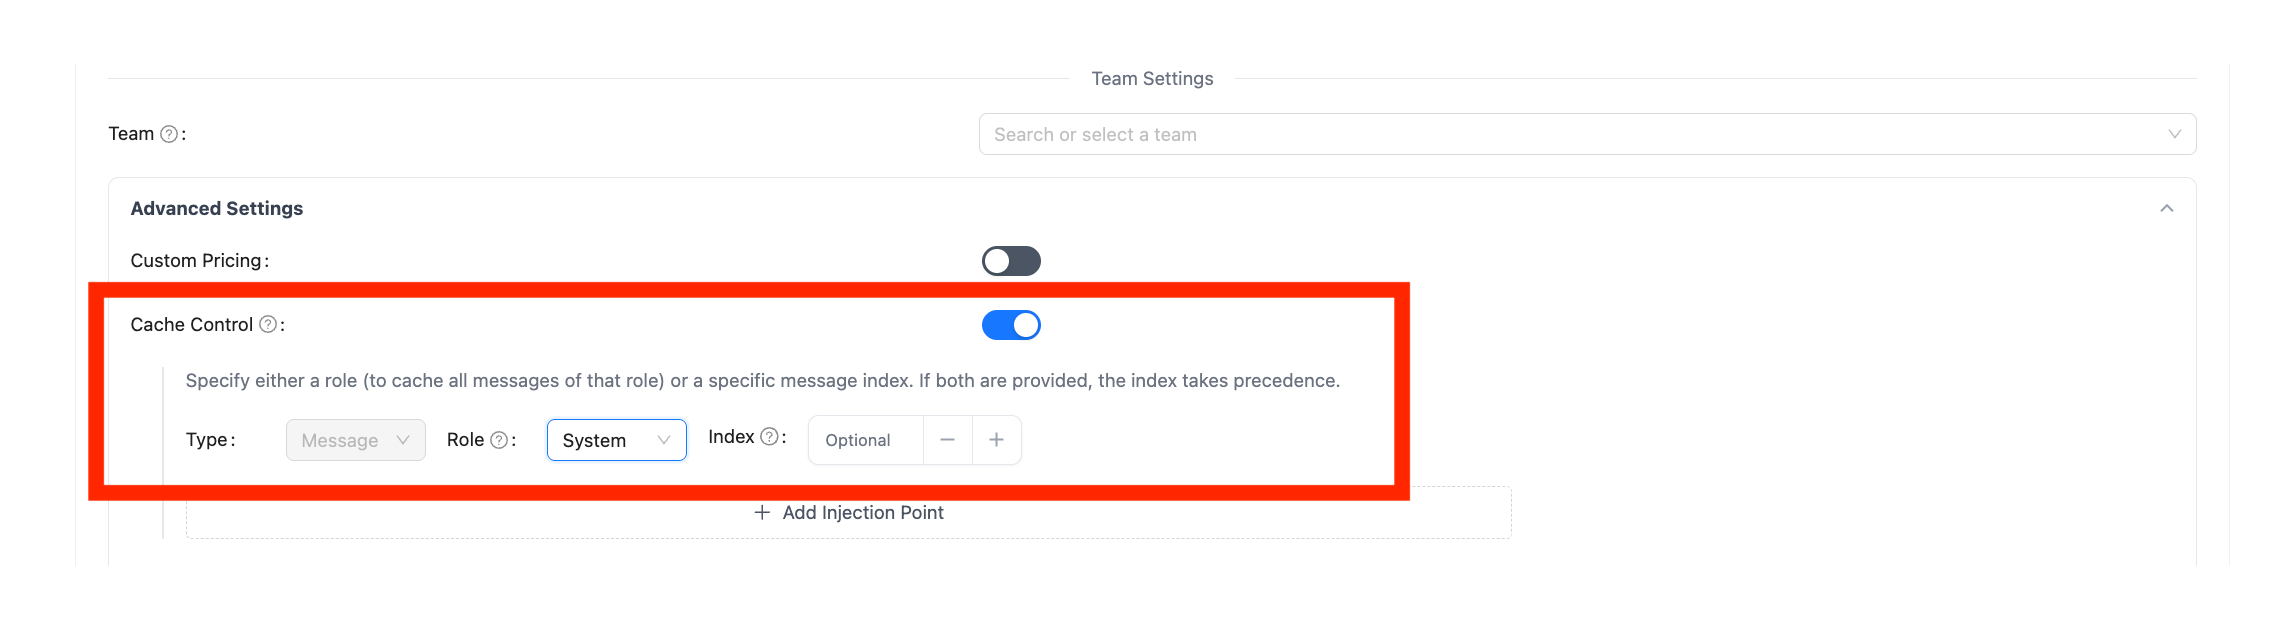 Team Settings
Team ? :
Search or select a team
Advanced Settings
Custom Pricing :
Cache Control ? :
Specify either a role (to cache all messages of that role) or a specific message index. If both are provided, the index takes precedence.
Type : Message Role ? : System Index ? : Optional − +
+ Add Injection Point